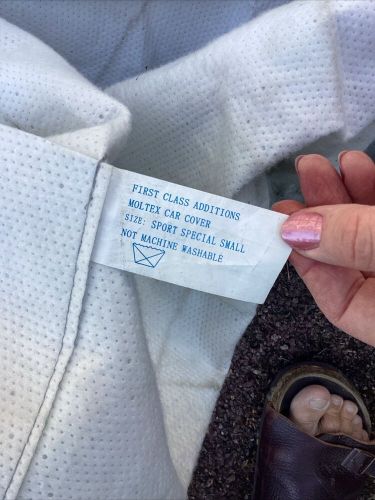 FIRST CLASS ADDITIONS
MOLTEX CAR COVER
SIZE: SPORT SPECIAL SMALL
NOT MACHINE WASHABLE